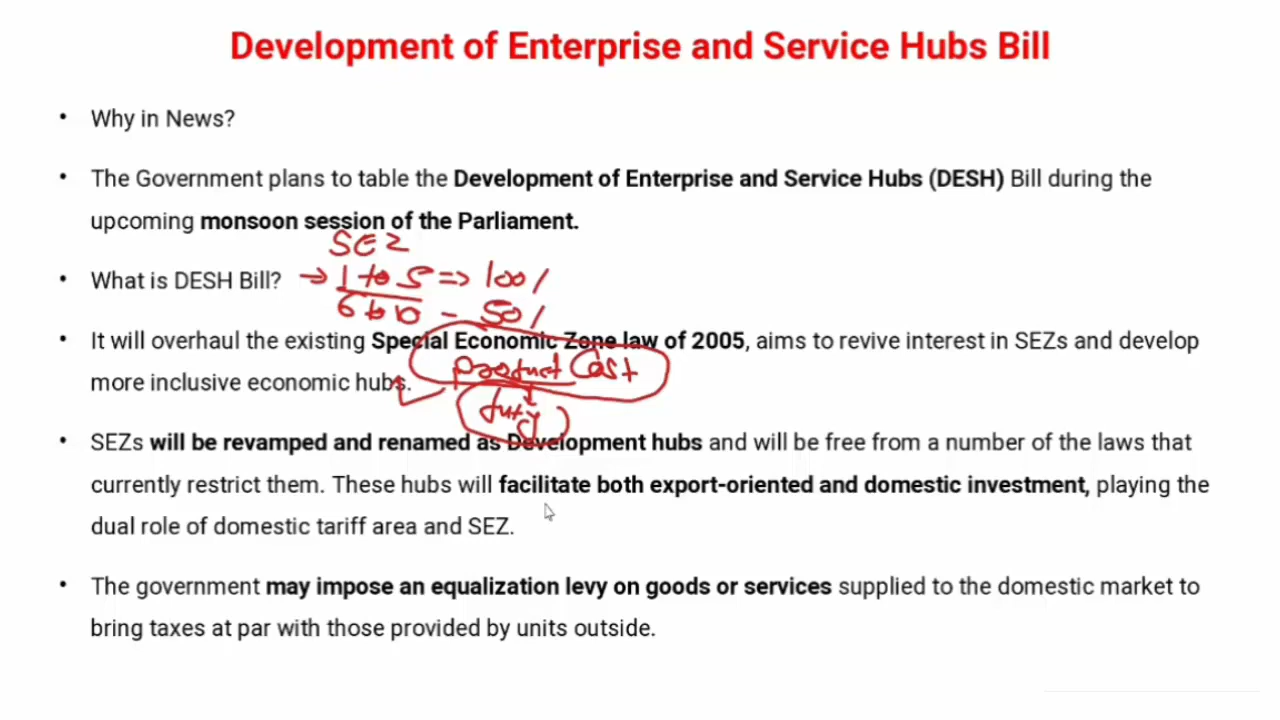 Development of Enterprise and Service Hubs Bill
• Why in News?
• The Government plans to table the Development of Enterprise and Service Hubs (DESH) Bill during the
upcoming monsoon session of the Parliament.
SEZ
• What is DESH Bill? → 1 to 5 => 100%
6 to 10 - 50%
• It will overhaul the existing Special Economic Zone law of 2005, aims to revive interest in SEZs and develop
product Cost
more inclusive economic hubs.
duty
• SEZs will be revamped and renamed as Development hubs and will be free from a number of the laws that
currently restrict them. These hubs will facilitate both export-oriented and domestic investment, playing the
dual role of domestic tariff area and SEZ.
• The government may impose an equalization levy on goods or services supplied to the domestic market to
bring taxes at par with those provided by units outside.